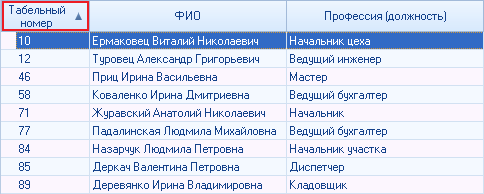 Табельный номер ФИО Профессия (должность)
10 Ермаковец Виталий Николаевич Начальник цеха
12 Туровец Александр Григорьевич Ведущий инженер
46 Приц Ирина Васильевна Мастер
58 Коваленко Ирина Дмитриевна Ведущий бухгалтер
71 Журавский Анатолий Николаевич Начальник
77 Падалинская Людмила Михайловна Ведущий бухгалтер
84 Назарчук Людмила Петровна Начальник участка
85 Деркач Валентина Петровна Диспетчер
89 Деревянко Ирина Владимировна Кладовщик